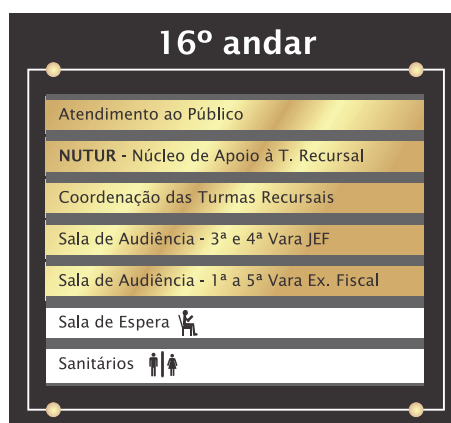 16º andar
Atendimento ao Público
NUTUR - Núcleo de Apoio à T. Recursal
Coordenação das Turmas Recursais
Sala de Audiência - 3ª e 4ª Vara JEF
Sala de Audiência - 1ª a 5ª Vara Ex. Fiscal
Sala de Espera
Sanitários